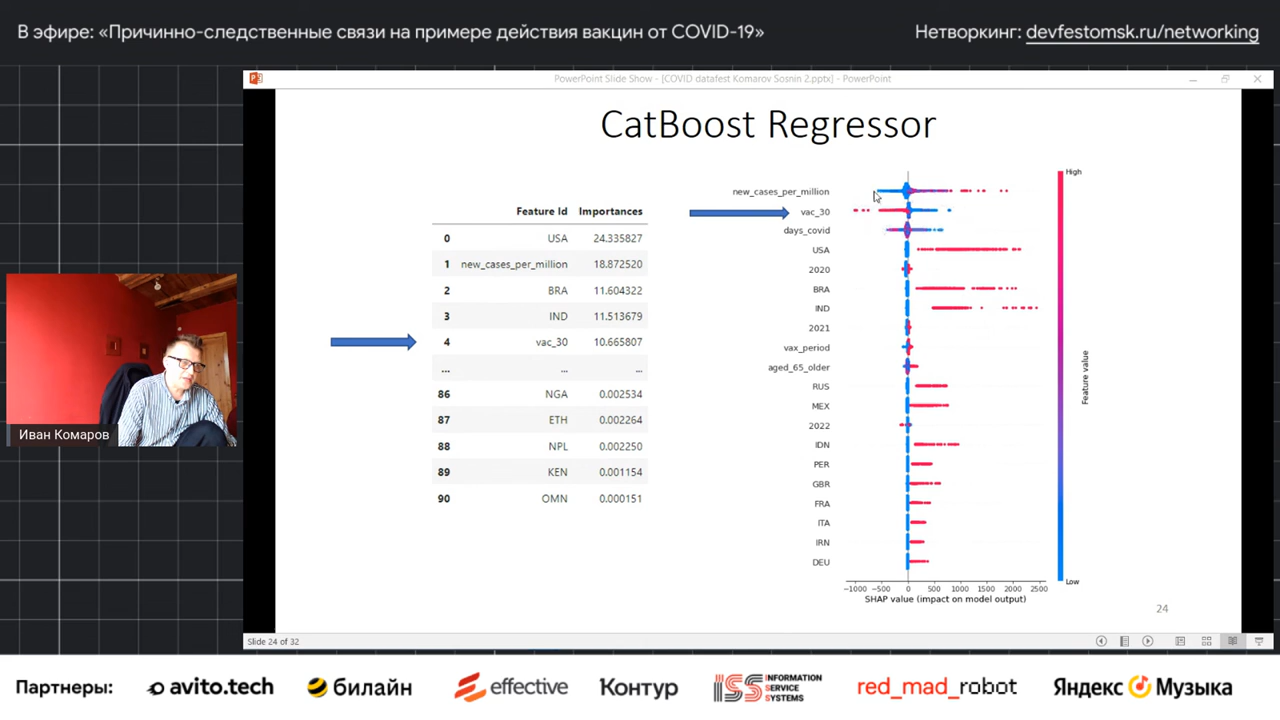 В эфире: «Причинно-следственные связи на примере действия вакцин от COVID-19»
Нетворкинг: devfestomsk.ru/networking
PowerPoint Slide Show - [COVID datafest Komarov Sosnin 2.pptx] - PowerPoint
CatBoost Regressor
Feature Id Importances
0 USA 24.335827
1 new_cases_per_million 18.872520
2 BRA 11.604322
3 IND 11.513679
4 vac_30 10.665807
... ... ...
86 NGA 0.002534
87 ETH 0.002264
88 NPL 0.002250
89 KEN 0.001154
90 OMN 0.000151
new_cases_per_million
vac_30
days_covid
USA
2020
BRA
IND
2021
vax_period
aged_65_older
RUS
MEX
2022
IDN
PER
GBR
FRA
ITA
IRN
DEU
−1000 −500 0 500 1000 1500 2000 2500
SHAP value (impact on model output)
High
Feature value
Low
24
Иван Комаров
Slide 24 of 32
Партнеры:
avito.tech
билайн
effective
Контур
ISS INFORMATION
SERVICE
SYSTEMS
red_mad_robot
Яндекс Музыка